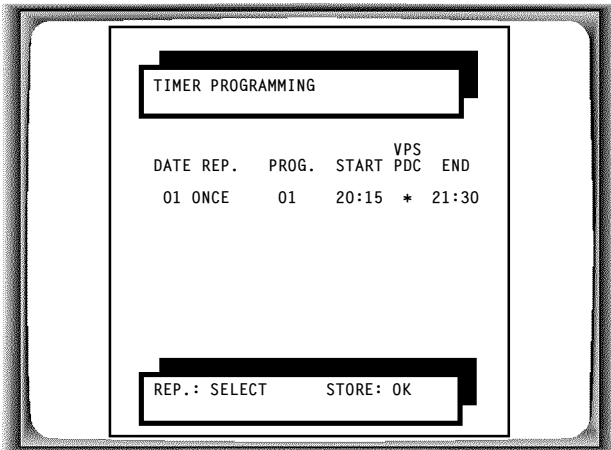 TIMER PROGRAMMING
VPS
DATE REP. PROG. START PDC END
01 ONCE 01 20:15 * 21:30
REP.: SELECT STORE: OK